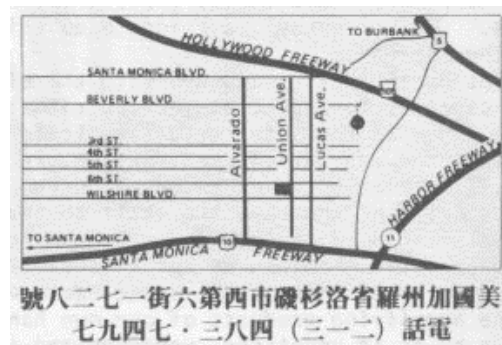 HOLLYWOOD FREEWAY
TO BURBANK
5
SANTA MONICA BLVD.
BEVERLY BLVD.
Alvarado
Union Ave.
Lucas Ave.
3rd ST.
4th ST.
5th ST.
6th ST.
WILSHIRE BLVD.
HARBOR FREEWAY
11
TO SANTA MONICA
10
SANTA MONICA FREEWAY
美國加州羅省洛杉磯市西第六街一七二八號
電話（二一三）四八三·七四九七